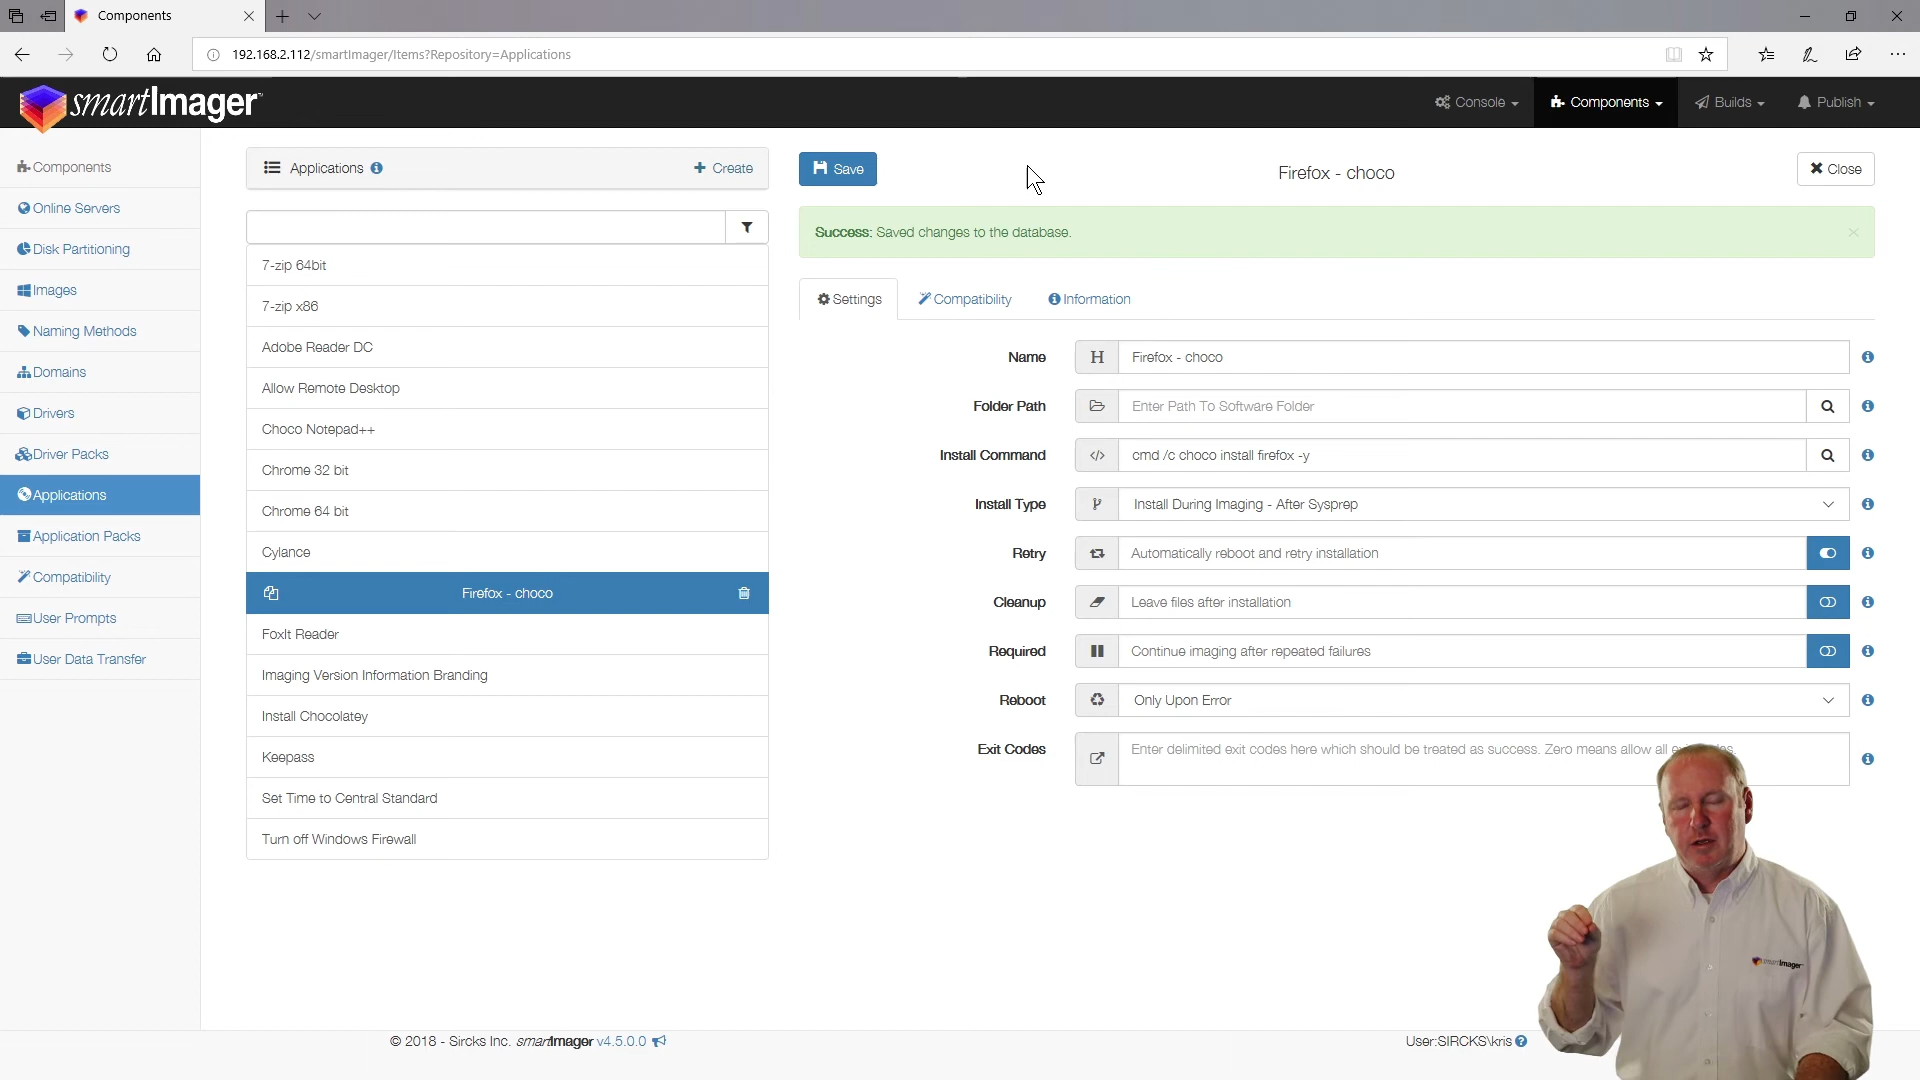 Components
192.168.2.112/smartImager/Items?Repository=Applications
smartImager
Console
Components
Builds
Publish
Components
Online Servers
Disk Partitioning
Images
Naming Methods
Domains
Drivers
Driver Packs
Applications
Application Packs
Compatibility
User Prompts
User Data Transfer
Applications
Create
7-zip 64bit
7-zip x86
Adobe Reader DC
Allow Remote Desktop
Choco Notepad++
Chrome 32 bit
Chrome 64 bit
Cylance
Firefox - choco
FoxIt Reader
Imaging Version Information Branding
Install Chocolatey
Keepass
Set Time to Central Standard
Turn off Windows Firewall
Save
Firefox - choco
Close
Success: Saved changes to the database.
Settings
Compatibility
Information
Name
Firefox - choco
Folder Path
Enter Path To Software Folder
Install Command
cmd /c choco install firefox -y
Install Type
Install During Imaging - After Sysprep
Retry
Automatically reboot and retry installation
Cleanup
Leave files after installation
Required
Continue imaging after repeated failures
Reboot
Only Upon Error
Exit Codes
Enter delimited exit codes here which should be treated as success. Zero means allow all
smartImager
© 2018 - Sircks Inc. smartImager v4.5.0.0
User:SIRCKS\kris